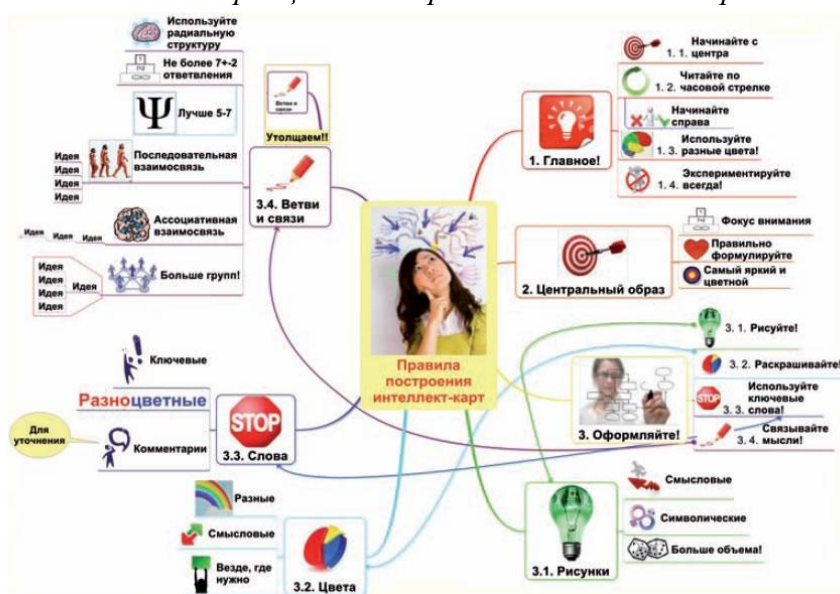 Правила
построения
интеллект-карт
1. Главное!
Начинайте с
1. 1. центра
Читайте по
1. 2. часовой стрелке
Начинайте
справа
Используйте
1. 3. разные цвета!
Экспериментируйте
1. 4. всегда!
2. Центральный образ
Фокус внимания
Правильно
формулируйте
Самый яркий и
цветной
3. Оформляйте!
3. 1. Рисуйте!
3. 2. Раскрашивайте!
Используйте
ключевые
STOP
3. 3. слова!
Связывайте
3. 4. мысли!
3.1. Рисунки
Смысловые
Символические
Больше объема!
3.2. Цвета
Разные
Смысловые
Везде, где
нужно
STOP
3.3. Слова
Ключевые
Разноцветные
Комментарии
Для
уточнения
3.4. Ветви
и связи
Ветви и
связи
Утолщаем!!
Используйте
радиальную
структуру
Не более 7+-2
ответвления
Ψ
Лучше 5-7
Последовательная
взаимосвязь
Идея
Идея
Идея
Идея
Ассоциативная
взаимосвязь
Идея
Идея
Идея
Больше групп!
Идея
Идея
Идея
Идея
Идея